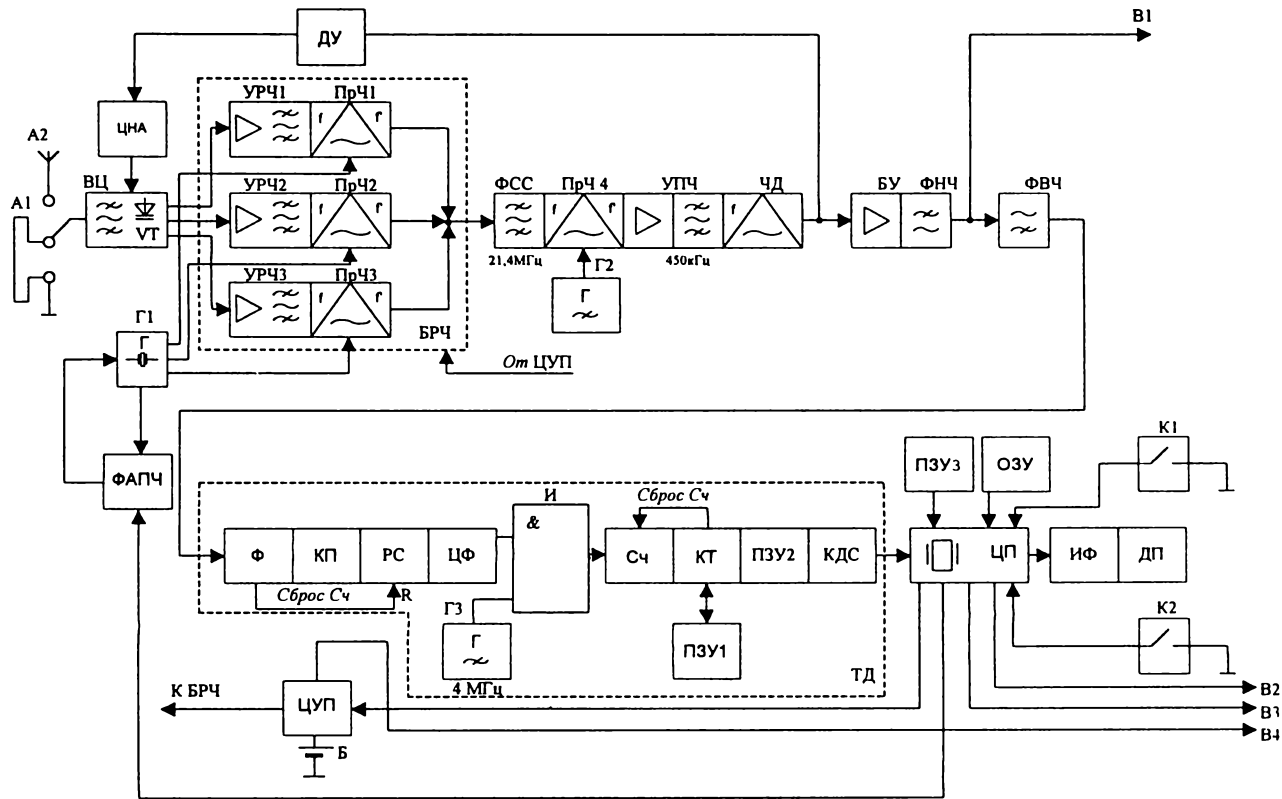 В1
ДУ
УРЧ1 ПрЧ1
ЦНА
f f'
А2
ВЦ
УРЧ2 ПрЧ2
ФСС ПрЧ 4 УПЧ ЧД
БУ ФНЧ
ФВЧ
А1
f f'
f f'
VT
21,4МГц
450кГц
УРЧ3 ПрЧ3
Г2
Г
f f'
Г1
Г
БРЧ
От ЦУП
К1
ФАПЧ
ПЗУ3
ОЗУ
И
Сброс Сч
&
Ф КП РС ЦФ
Сч КТ ПЗУ2 КДС
ЦП
ИФ ДП
Сброс Сч
R
Г3
Г
К2
ПЗУ1
4 МГц
ТД
К БРЧ
ЦУП
В2
В3
В4
Б